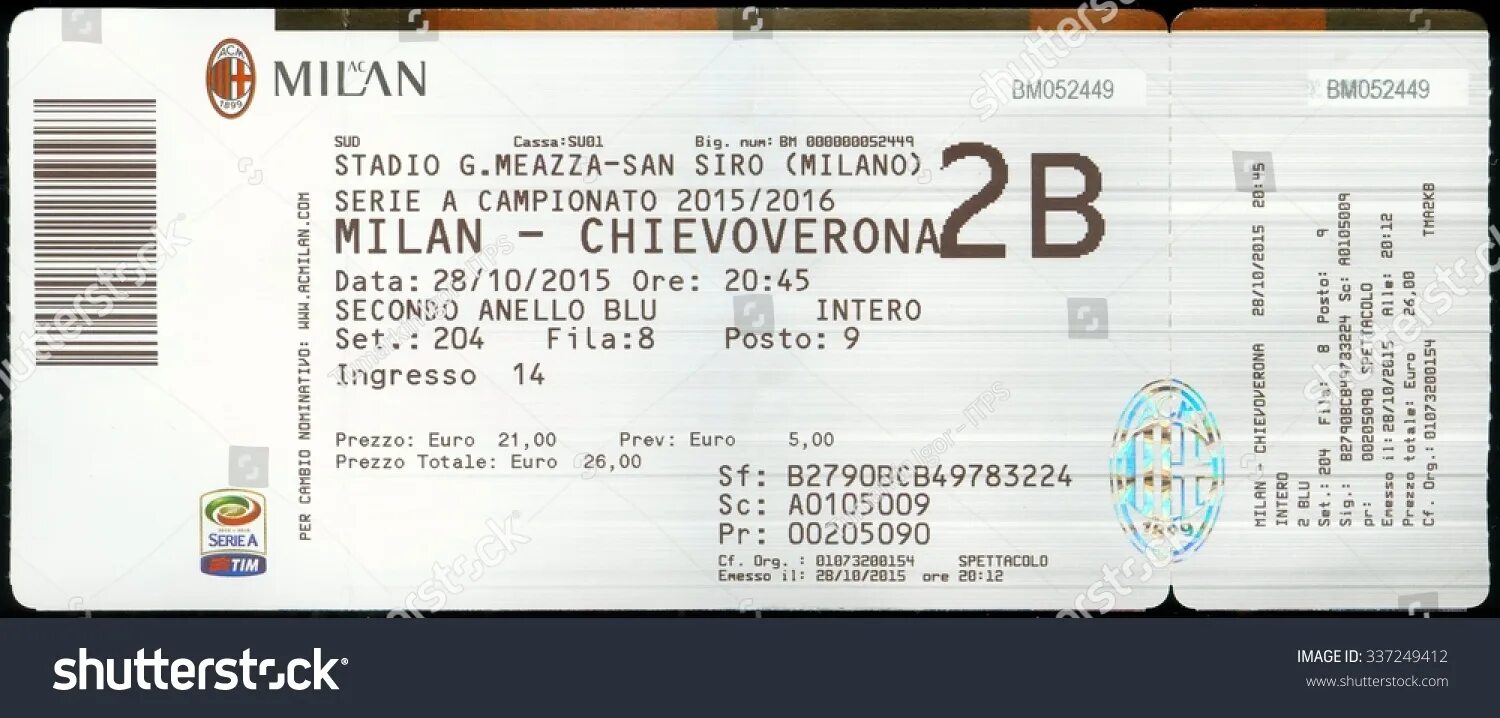 MILAN AC
BM052449
BM052449
ACM
1899
SUD Cassa:SU01 Big. num: BM 000000052449
STADIO G.MEAZZA-SAN SIRO (MILANO)
2B
SERIE A CAMPIONATO 2015/2016
MILAN - CHIEVOVERONA
Data: 28/10/2015 Ore: 20:45
SECONDO ANELLO BLU INTERO
Set.: 204 Fila:8 Posto: 9
Ingresso 14
Prezzo: Euro 21,00 Prev: Euro 5,00
Prezzo Totale: Euro 26,00
Sf: B2790BCB49783224
Sc: A0105009
Pr: 00205090
Cf. Org. : 01073200154 SPETTACOLO
Emesso il: 28/10/2015 ore 20:12
PER CAMBIO NOMINATIVO: WWW.ACMILAN.COM
SERIE A
TIM
ACM
1899
MILAN - CHIEVOVERONA 28/10/2015 20:45
INTERO
2 BLU
Set.: 204 Fila: 8 Posto: 9
Sig.: B2790BCB49783224 Sc: A0105009
pr: 00205090 SPETTACOLO
Emesso il: 28/10/2015 Alle: 20:12
Prezzo totale: Euro 26,00
Cf. Org.: 01073200154 TMA2KB
shutterstock
IMAGE ID: 337249412
www.shutterstock.com